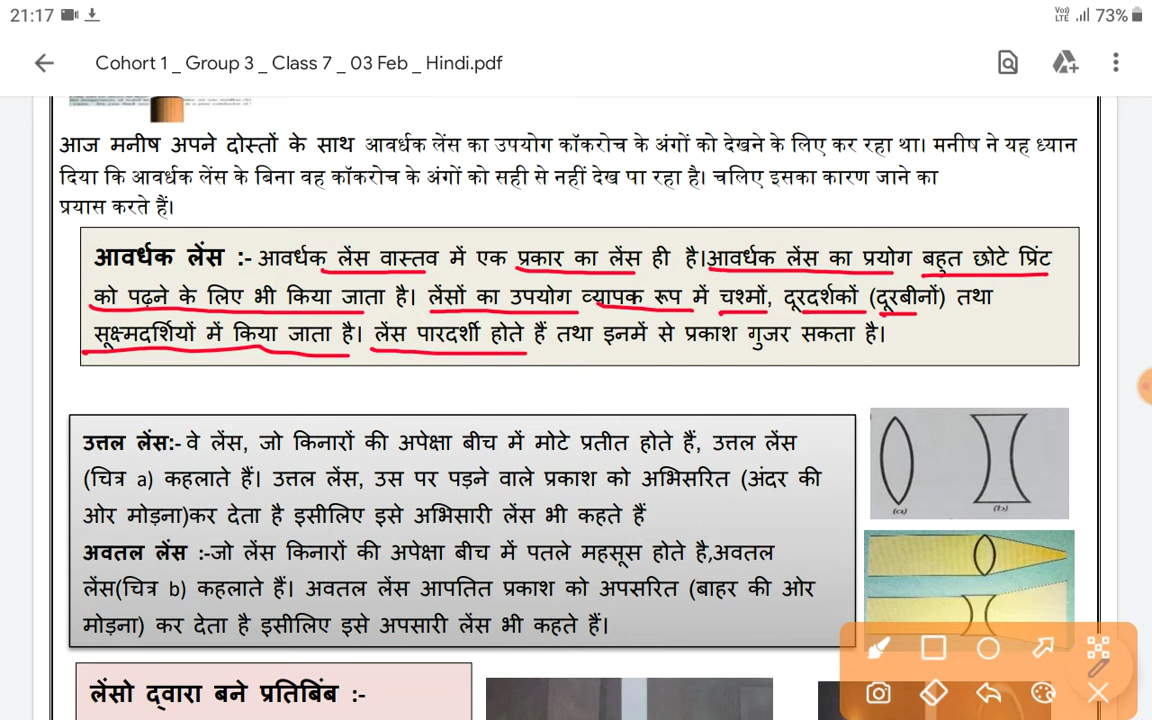 21:17
Vo) LTE 73%
Cohort 1 _ Group 3 _ Class 7 _ 03 Feb _ Hindi.pdf
आज मनीष अपने दोस्तों के साथ आवर्धक लेंस का उपयोग कॉकरोच के अंगों को देखने के लिए कर रहा था। मनीष ने यह ध्यान
दिया कि आवर्धक लेंस के बिना वह कॉकरोच के अंगों को सही से नहीं देख पा रहा है। चलिए इसका कारण जाने का
प्रयास करते हैं।
आवर्धक लेंस :- आवर्धक लेंस वास्तव में एक प्रकार का लेंस ही है।आवर्धक लेंस का प्रयोग बहुत छोटे प्रिंट
को पढ़ने के लिए भी किया जाता है। लेंसों का उपयोग व्यापक रूप में चश्मों, दूरदर्शकों (दूरबीनों) तथा
सूक्ष्मदर्शियों में किया जाता है। लेंस पारदर्शी होते हैं तथा इनमें से प्रकाश गुजर सकता है।
उत्तल लेंस:- वे लेंस, जो किनारों की अपेक्षा बीच में मोटे प्रतीत होते हैं, उत्तल लेंस
(चित्र a) कहलाते हैं। उत्तल लेंस, उस पर पड़ने वाले प्रकाश को अभिसरित (अंदर की
ओर मोड़ना)कर देता है इसीलिए इसे अभिसारी लेंस भी कहते हैं
अवतल लेंस :-जो लेंस किनारों की अपेक्षा बीच में पतले महसूस होते है,अवतल
लेंस(चित्र b) कहलाते हैं। अवतल लेंस आपतित प्रकाश को अपसरित (बाहर की ओर
मोड़ना) कर देता है इसीलिए इसे अपसारी लेंस भी कहते हैं।
(a) (b)
लेंसो द्वारा बने प्रतिबिंब :-